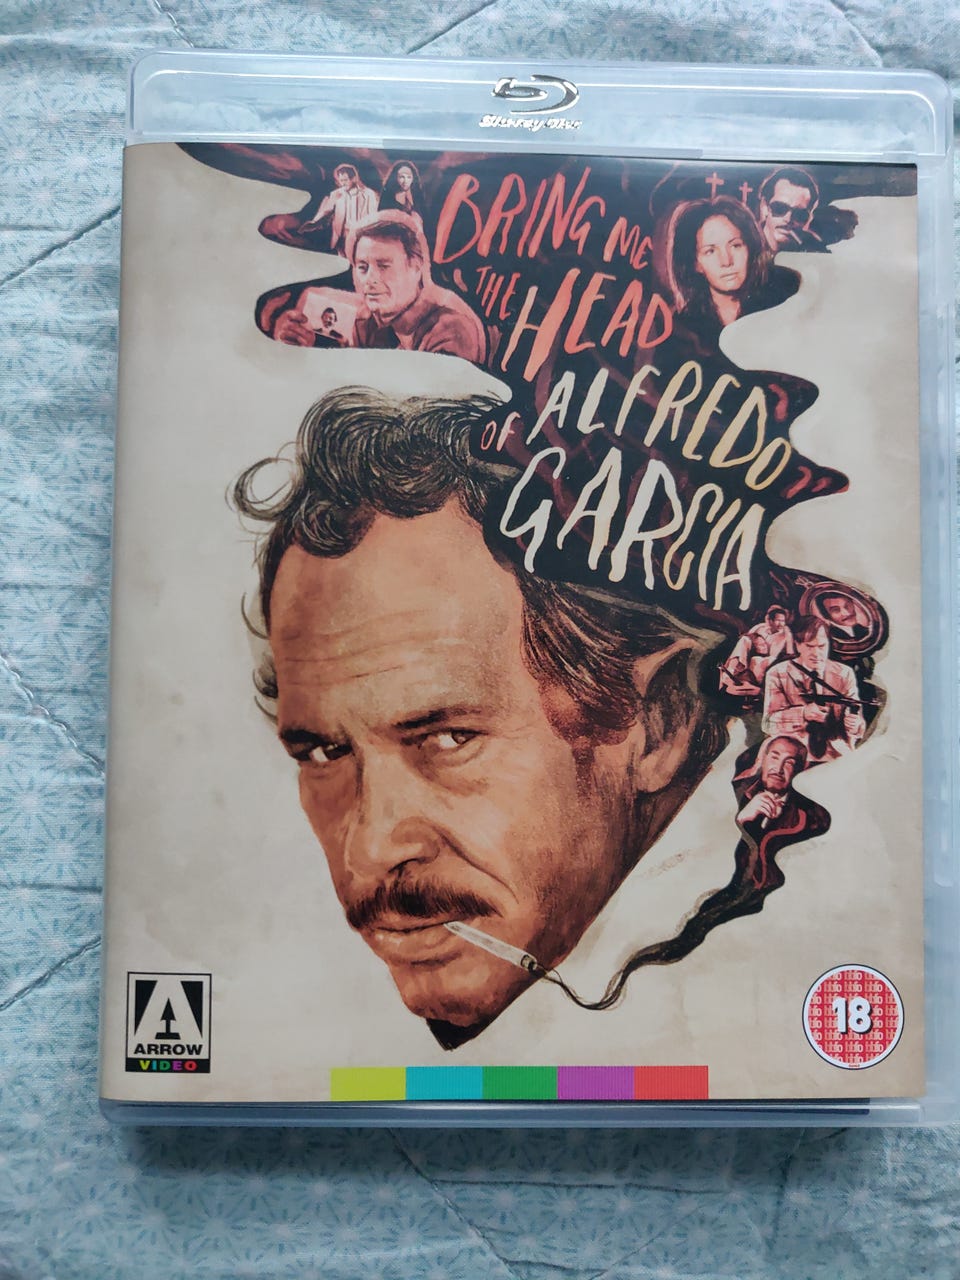 Blu-ray Disc
BRING ME
THE HEAD
OF ALFREDO
GARCIA
A
ARROW
VIDEO
18